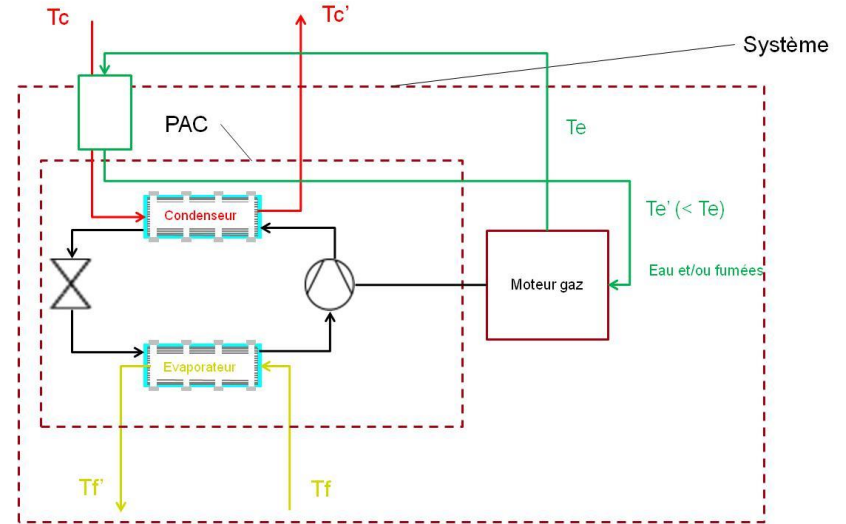 Tc
Tc’
Système
PAC
Te
Condenseur
Te’ (< Te)
Moteur gaz
Eau et/ou fumées
Evaporateur
Tf’
Tf